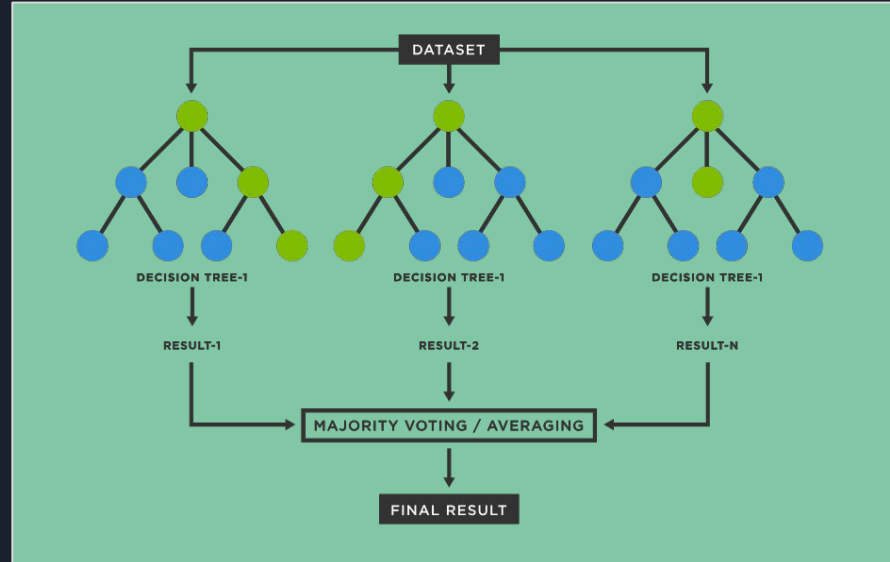 DATASET
DECISION TREE-1
DECISION TREE-1
DECISION TREE-1
RESULT-1
RESULT-2
RESULT-N
MAJORITY VOTING / AVERAGING
FINAL RESULT